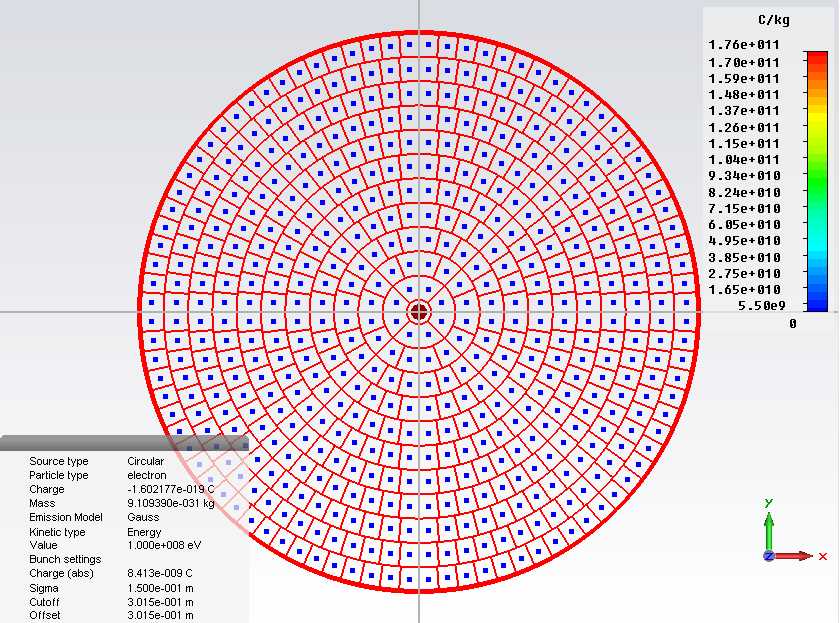 C/kg
1.76e+011
1.70e+011
1.59e+011
1.48e+011
1.37e+011
1.26e+011
1.15e+011
1.04e+011
9.34e+010
8.24e+010
7.15e+010
6.05e+010
4.95e+010
3.85e+010
2.75e+010
1.65e+010
5.50e9
0
Source type Circular
Particle type electron
Charge -1.602177e-019 C
Mass 9.109390e-031 kg
Emission Model Gauss
Kinetic type Energy
Value 1.000e+008 eV
Bunch settings
Charge (abs) 8.413e-009 C
Sigma 1.500e-001 m
Cutoff 3.015e-001 m
Offset 3.015e-001 m
y
z x